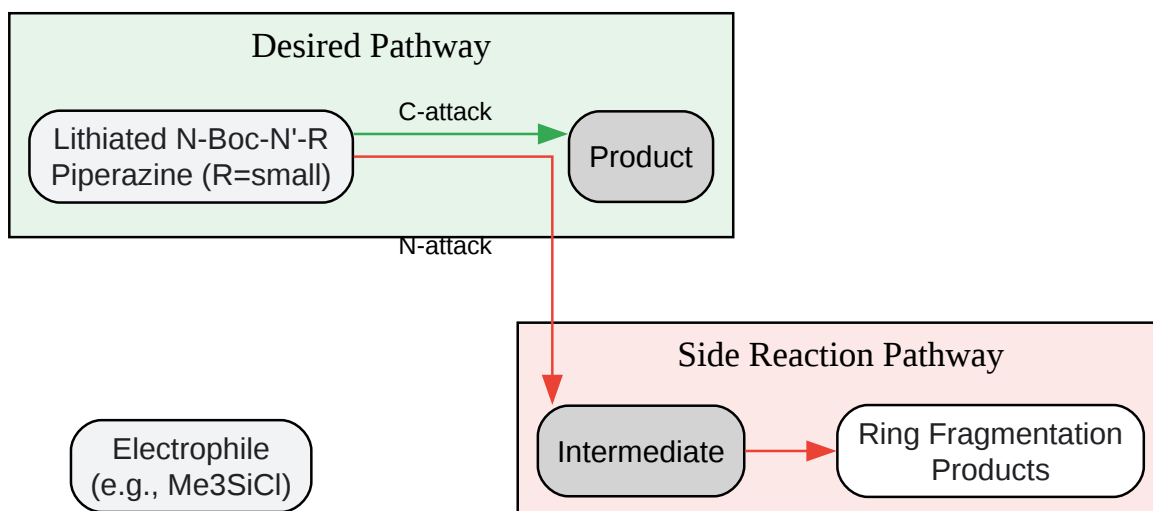 Desired Pathway
Lithiated N-Boc-N'-R
Piperazine (R=small)
C-attack
Product
N-attack
Side Reaction Pathway
Intermediate
Ring Fragmentation
Products
Electrophile
(e.g., Me3SiCl)